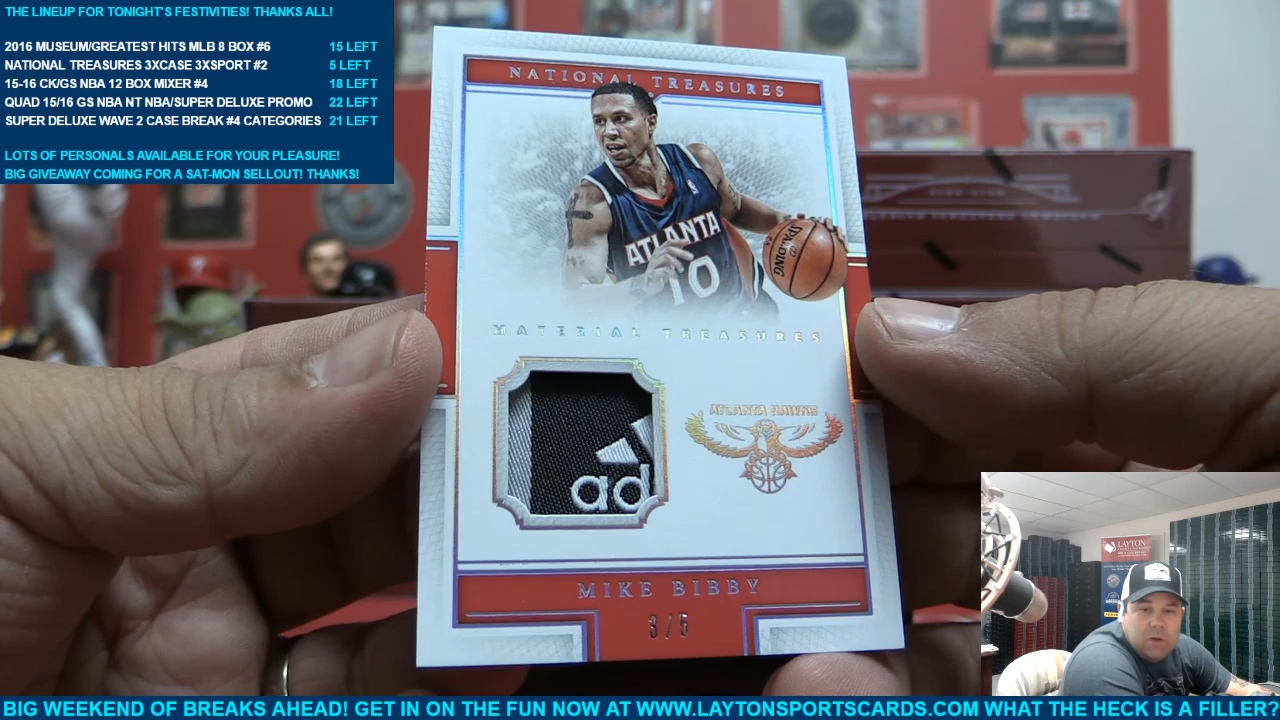 THE LINEUP FOR TONIGHT'S FESTIVITIES! THANKS ALL!
2016 MUSEUM/GREATEST HITS MLB 8 BOX #6 15 LEFT
NATIONAL TREASURES 3XCASE 3XSPORT #2 5 LEFT
15-16 CK/GS NBA 12 BOX MIXER #4 18 LEFT
QUAD 15/16 GS NBA NT NBA/SUPER DELUXE PROMO 22 LEFT
SUPER DELUXE WAVE 2 CASE BREAK #4 CATEGORIES 21 LEFT
LOTS OF PERSONALS AVAILABLE FOR YOUR PLEASURE!
BIG GIVEAWAY COMING FOR A SAT-MON SELLOUT! THANKS!
NATIONAL TREASURES
ATLANTA
10
SPALDING
MATERIAL TREASURES
ATLANTA HAWKS
ad
MIKE BIBBY
3/5
LAYTON
BIG WEEKEND OF BREAKS AHEAD! GET IN ON THE FUN NOW AT WWW.LAYTONSPORTSCARDS.COM WHAT THE HECK IS A FILLER?